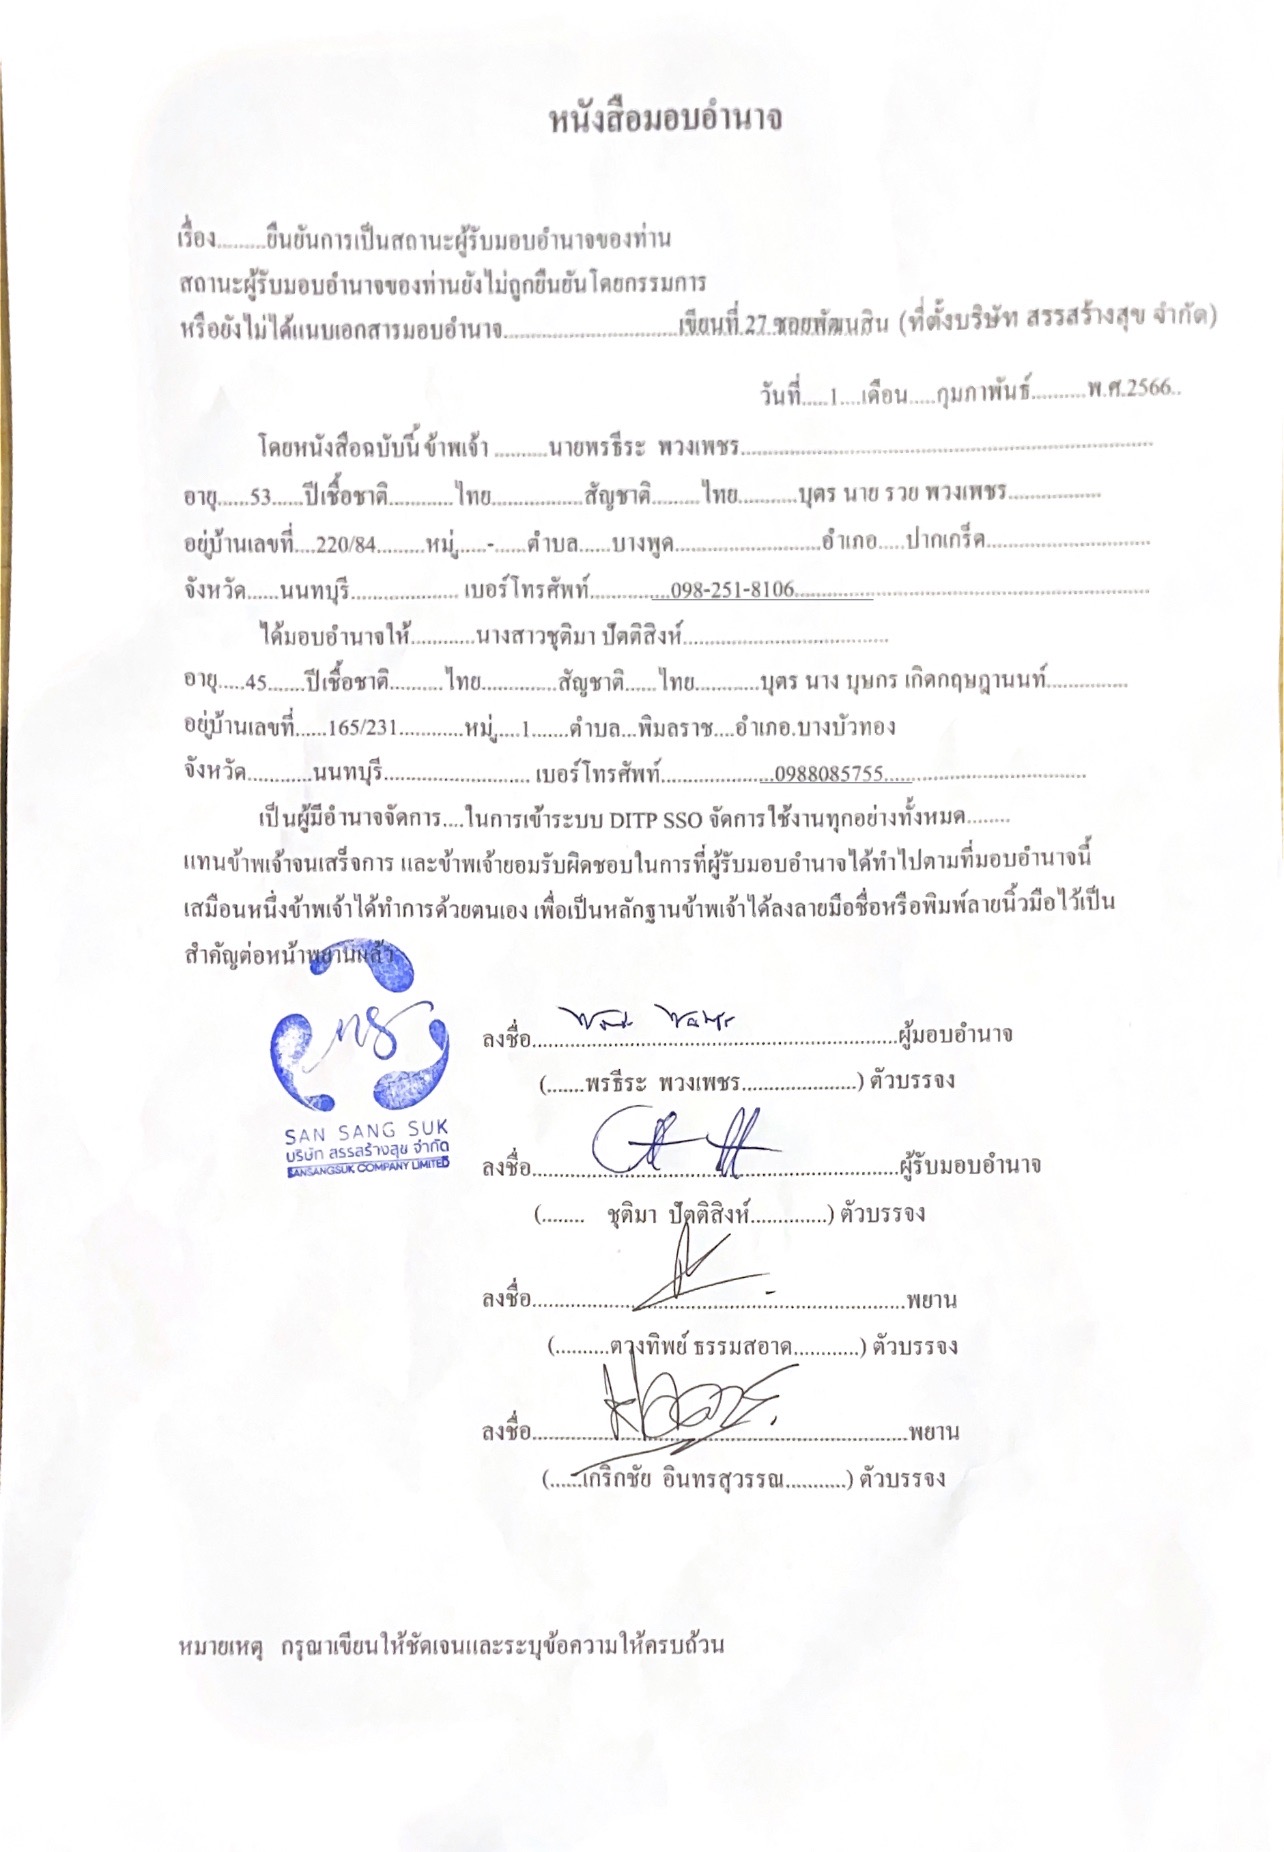 หนังสือมอบอำนาจ
เรื่อง.........ยืนยันการเป็นสถานะผู้รับมอบอำนาจของท่าน
สถานะผู้รับมอบอำนาจของท่านยังไม่ถูกยืนยันโดยกรรมการ
หรือยังไม่ได้แนบเอกสารมอบอำนาจ................................เขียนที่ 27 ซอยพัฒนสิน (ที่ตั้งบริษัท สรรสร้างสุข จำกัด)
วันที่.....1....เดือน.....กุมภาพันธ์..........พ.ศ.2566..
โดยหนังสือฉบับนี้ ข้าพเจ้า ..........นายพรธีระ พวงเพชร...........................................................................
อายุ......53......ปีเชื้อชาติ............ไทย.................สัญชาติ.........ไทย...........บุตร นาย รวย พวงเพชร.................
อยู่บ้านเลขที่....220/84.........หมู่......-......ตำบล......บางพูด...........................อำเภอ.....ปากเกร็ด..............................
จังหวัด......นนทบุรี.................... เบอร์โทรศัพท์...............098-251-8106.................................................................
ได้มอบอำนาจให้............นางสาวชุติมา ปัตติสิงห์......................................
อายุ.....45.......ปีเชื้อชาติ..........ไทย..............สัญชาติ......ไทย............บุตร นาง บุษกร เกิดกฤษฎานนท์...............
อยู่บ้านเลขที่......165/231............หมู่.....1.......ตำบล...พิมลราช....อำเภอ.บางบัวทอง
จังหวัด............นนทบุรี........................... เบอร์โทรศัพท์.....................0988085755.....................................
เป็นผู้มีอำนาจจัดการ....ในการเข้าระบบ DITP SSO จัดการใช้งานทุกอย่างทั้งหมด........
แทนข้าพเจ้าจนเสร็จการ และข้าพเจ้ายอมรับผิดชอบในการที่ผู้รับมอบอำนาจได้ทำไปตามที่มอบอำนาจนี้
เสมือนหนึ่งข้าพเจ้าได้ทำการด้วยตนเอง เพื่อเป็นหลักฐานข้าพเจ้าได้ลงลายมือชื่อหรือพิมพ์ลายนิ้วมือไว้เป็น
สำคัญต่อหน้าพยานแล้ว
ลงชื่อ....................................................................ผู้มอบอำนาจ
(.......พรธีระ พวงเพชร.....................) ตัวบรรจง
SAN SANG SUK
บริษัท สรรสร้างสุข จำกัด
SANSANGSUK COMPANY LIMITED
ลงชื่อ....................................................................ผู้รับมอบอำนาจ
(........ ชุติมา ปัตติสิงห์..............) ตัวบรรจง
ลงชื่อ.....................................................................พยาน
(..........ตวงทิพย์ ธรรมสอาด............) ตัวบรรจง
ลงชื่อ.....................................................................พยาน
(......เกริกชัย อินทรสุวรรณ...........) ตัวบรรจง
หมายเหตุ กรุณาเขียนให้ชัดเจนและระบุข้อความให้ครบถ้วน